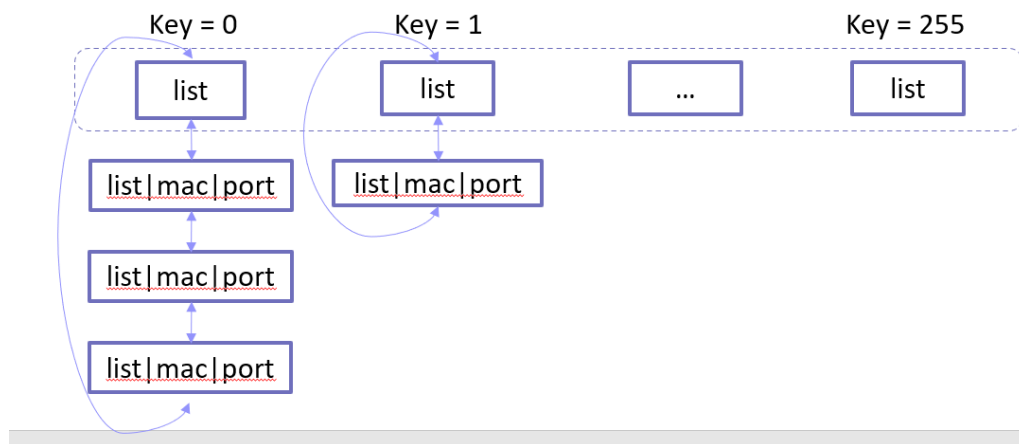 Key = 0 Key = 1 Key = 255
list list ... list
list|mac|port list|mac|port
list|mac|port
list|mac|port